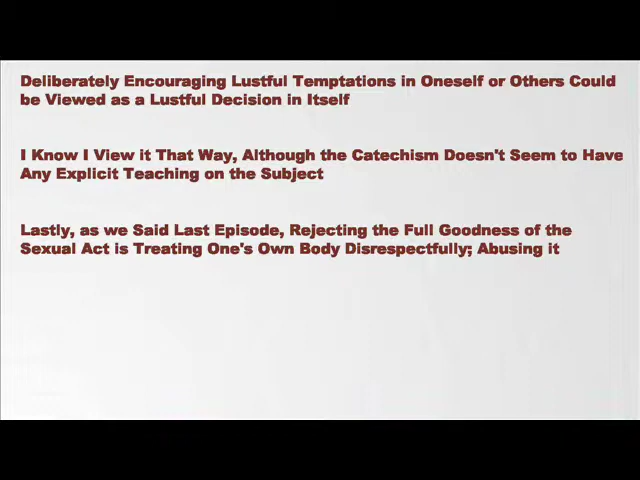 Deliberately Encouraging Lustful Temptations in Oneself or Others Could
be Viewed as a Lustful Decision in Itself
I Know I View it That Way, Although the Catechism Doesn't Seem to Have
Any Explicit Teaching on the Subject
Lastly, as we Said Last Episode, Rejecting the Full Goodness of the
Sexual Act is Treating One's Own Body Disrespectfully; Abusing it